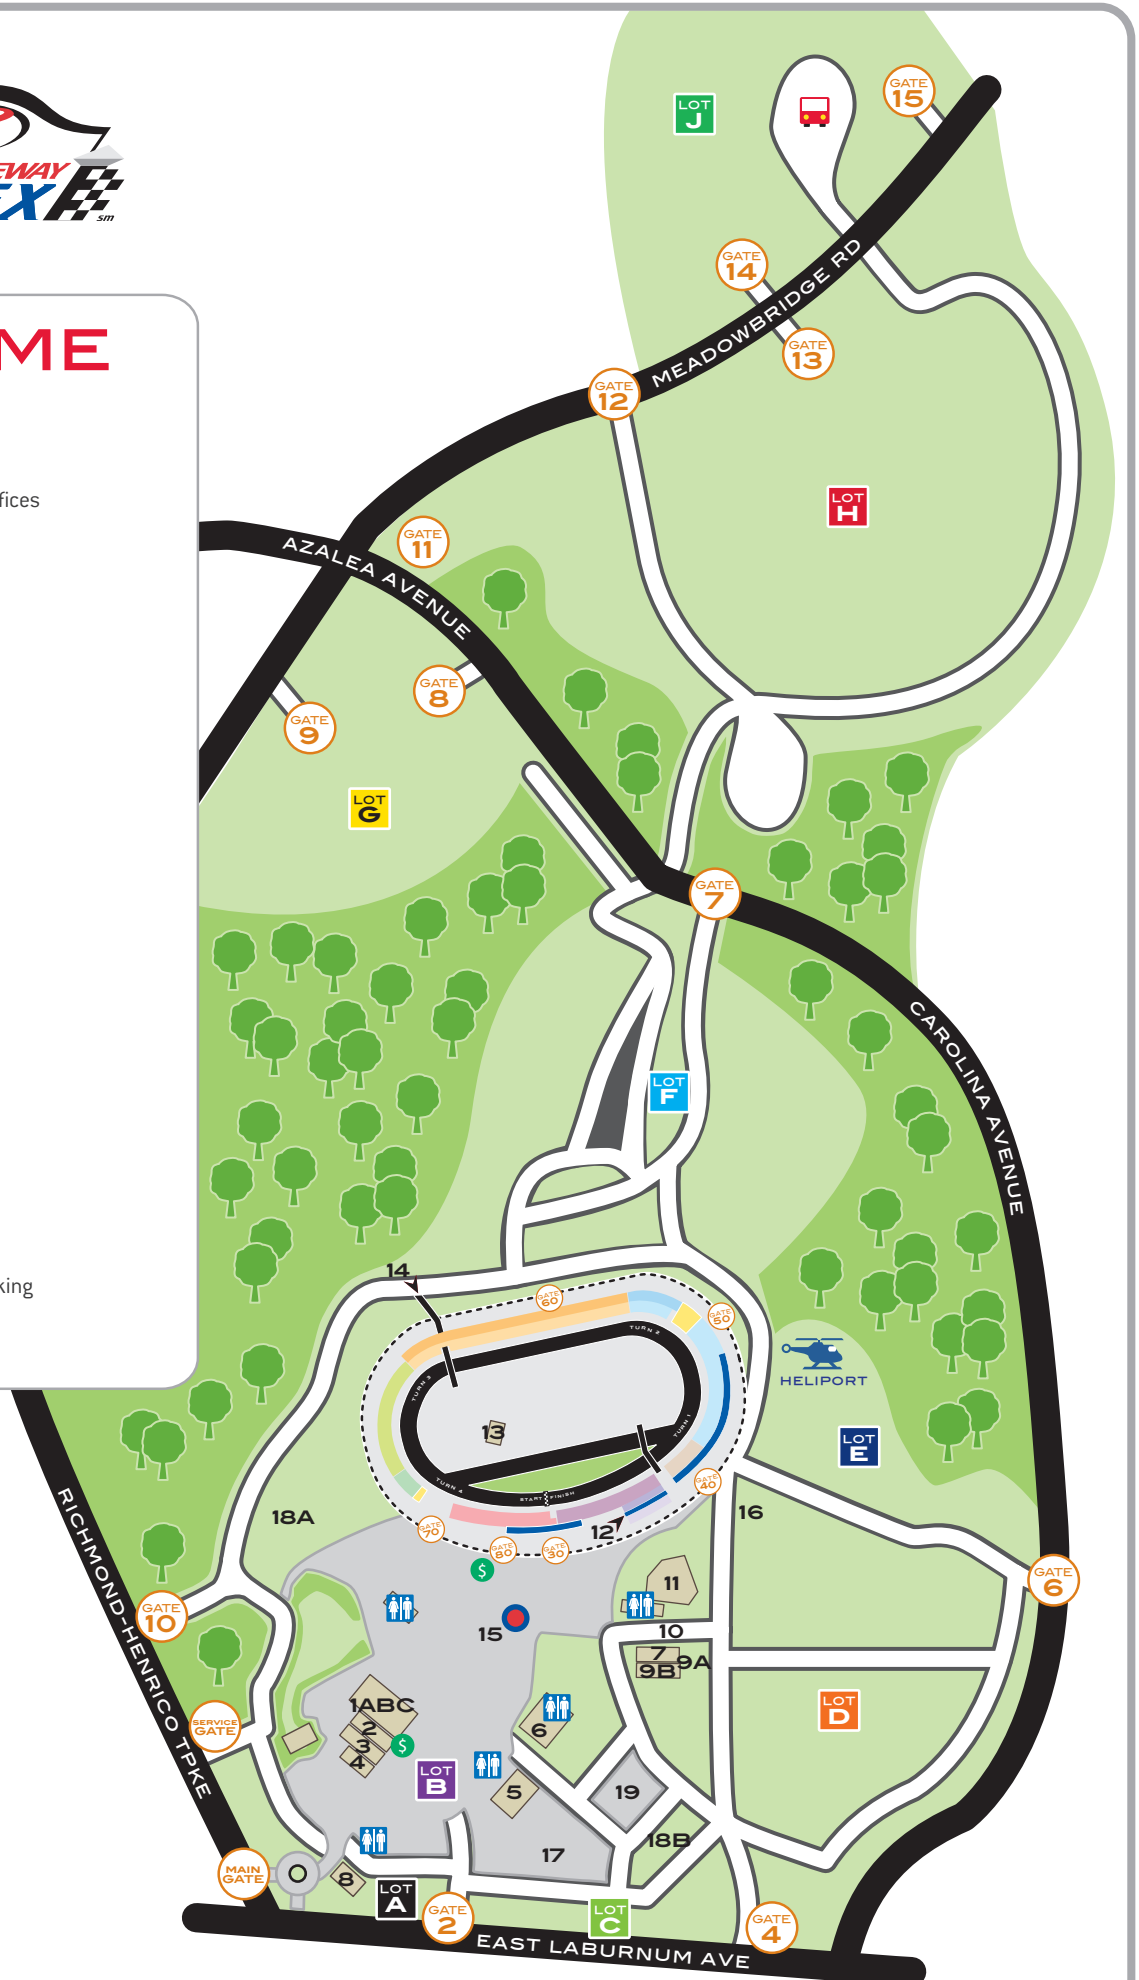 EWAY
EX
sm
ME
fices
king
LOT
J
GATE
15
GATE
14
MEADOWBRIDGE RD
GATE
13
GATE
12
LOT
H
GATE
11
AZALEA AVENUE
GATE
8
GATE
9
LOT
G
GATE
7
CAROLINA AVENUE
LOT
F
14
GATE
60
GATE
50
TURN 2
TURN 3
HELIPORT
13
TURN 1
LOT
E
TURN 4
START FINISH
GATE
40
18A
GATE
70
GATE
80
GATE
30
12
16
$
RICHMOND-HENRICO TPKE
11
GATE
6
GATE
10
15
10
7
9A
9B
1ABC
2
3
4
$
6
LOT
D
SERVICE
GATE
LOT
B
5
19
18B
17
MAIN
GATE
8
LOT
A
GATE
2
LOT
C
GATE
4
EAST LABURNUM AVE